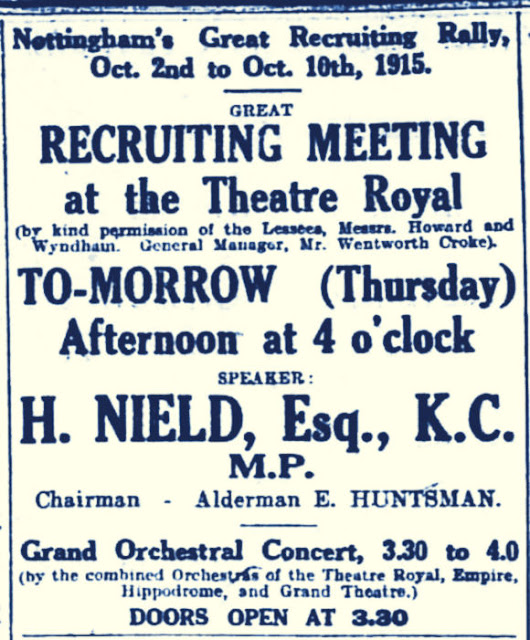 Nottingham's Great Recruiting Rally,
Oct. 2nd to Oct. 10th, 1915.
GREAT
RECRUITING MEETING
at the Theatre Royal
(by kind permission of the Lessees, Messrs. Howard and
Wyndham. General Manager, Mr. Wentworth Croke).
TO-MORROW (Thursday)
Afternoon at 4 o'clock
SPEAKER:
H. NIELD, Esq., K.C.
M.P.
Chairman - Alderman E. HUNTSMAN.
Grand Orchestral Concert, 3.30 to 4.0
(by the combined Orchestras of the Theatre Royal, Empire,
Hippodrome, and Grand Theatre.)
DOORS OPEN AT 3.30